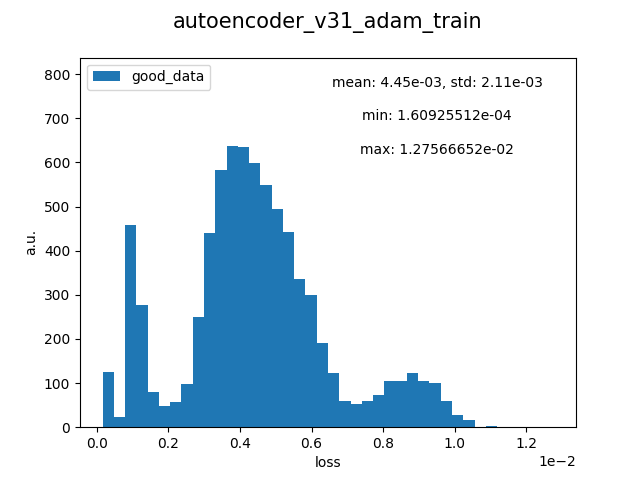 autoencoder_v31_adam_train
good_data
mean: 4.45e-03, std: 2.11e-03
min: 1.60925512e-04
max: 1.27566652e-02
800
700
600
500
400
300
200
100
0
a.u.
0.0 0.2 0.4 0.6 0.8 1.0 1.2
loss
1e−2